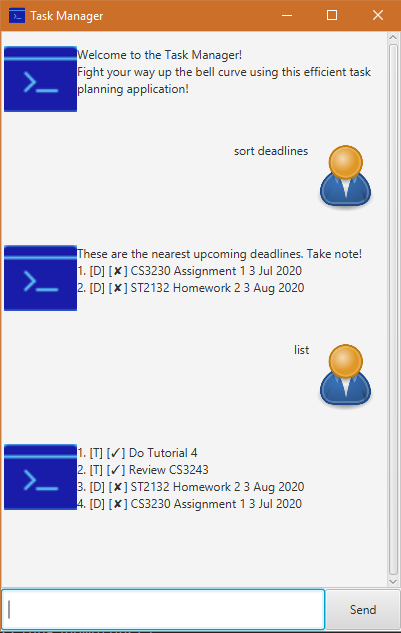 Task Manager
Welcome to the Task Manager!
Fight your way up the bell curve using this efficient task
planning application!
sort deadlines
These are the nearest upcoming deadlines. Take note!
1. [D] [✘] CS3230 Assignment 1 3 Jul 2020
2. [D] [✘] ST2132 Homework 2 3 Aug 2020
list
1. [T] [✓] Do Tutorial 4
2. [T] [✓] Review CS3243
3. [D] [✘] ST2132 Homework 2 3 Aug 2020
4. [D] [✘] CS3230 Assignment 1 3 Jul 2020
Send